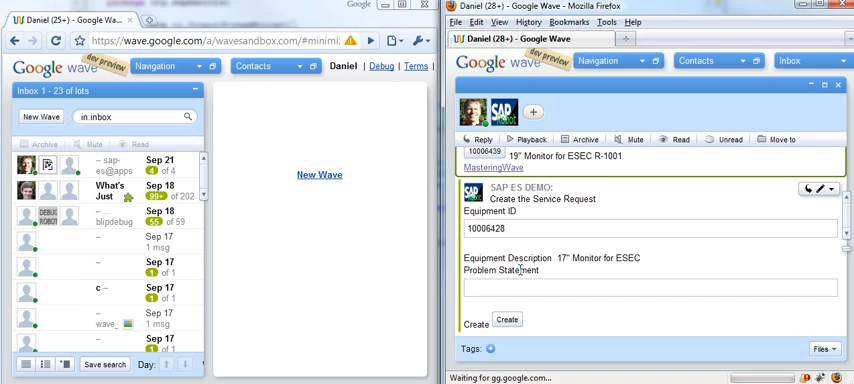 Daniel (25+) - Google Wa...
Google
https://wave.google.com/a/wavesandbox.com/#minimi:
Google wave
dev preview
Navigation
Contacts
Daniel | Debug | Terms
Inbox 1 - 23 of lots
New Wave
in:inbox
Archive Mute Read
– sap-
es@apps
Sep 21
4 of 4
What's
Just
Sep 18
99+ of 202
– ...
blipdebug
Sep 18
55 of 59
DEBUG
ROBOT
–
Sep 17
1 msg
–
Sep 17
1 of 1
c –
Sep 17
1 of 1
–
wave_
Sep 17
1 msg
–
Sep 17
1 of 1
Save search Day:
New Wave
Daniel (28+) - Google Wave - Mozilla Firefox
File Edit View History Bookmarks Tools Help
Daniel (28+) - Google Wave
Google wave
dev preview
Navigation
Contacts
Inbox
SAP
Robot
Reply Playback Archive Mute Read Unread Move to
10006439
19" Monitor for ESEC R-1001
MasteringWave
SAP ES DEMO:
Create the Service Request
Equipment ID
10006428
Equipment Description 17" Monitor for ESEC
Problem Statement
Create Create
Tags:
Files
Waiting for gg.google.com...